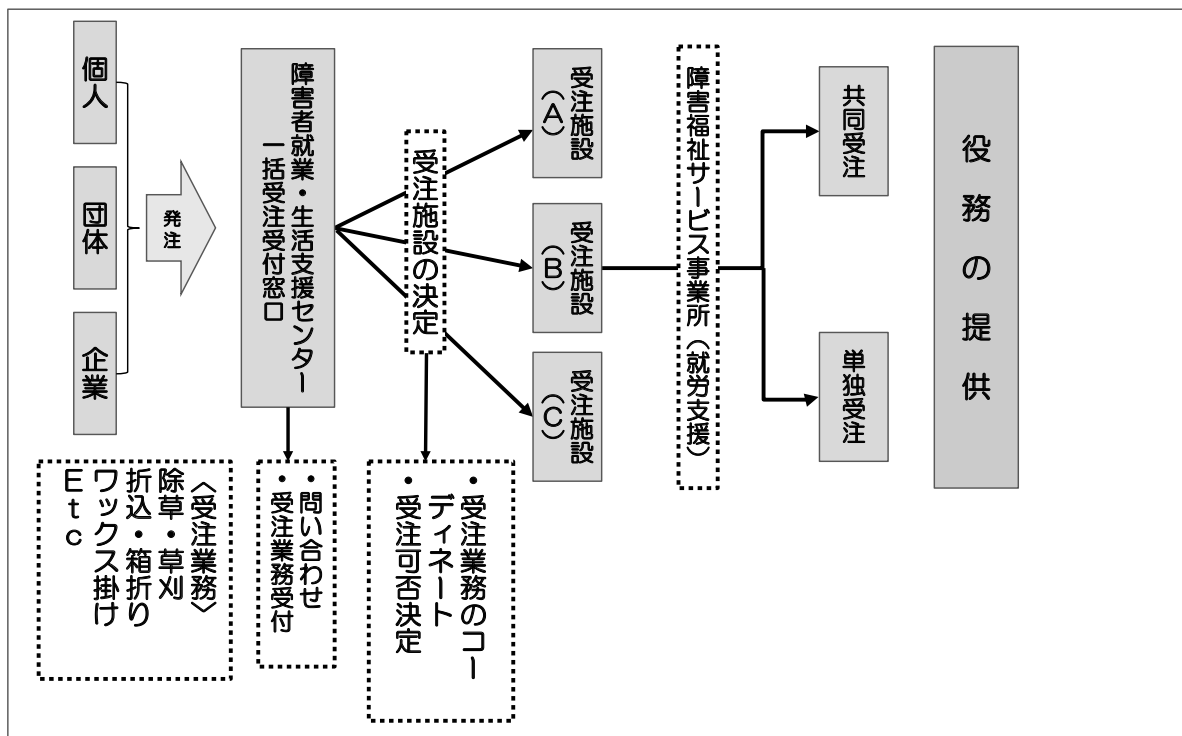 個人
団体
企業
発注
障害者就業・生活支援センター
一括受注受付窓口
受注施設の決定
受注施設
（A）
受注施設
（B）
受注施設
（C）
障害福祉サービス事業所（就労支援）
共同受注
単独受注
役務の提供
〈受注業務〉
除草・草刈
折込・箱折り
ワックス掛け
Etc
・問い合わせ
・受注業務受付
・受注業務のコー
ディネート
・受注可否決定